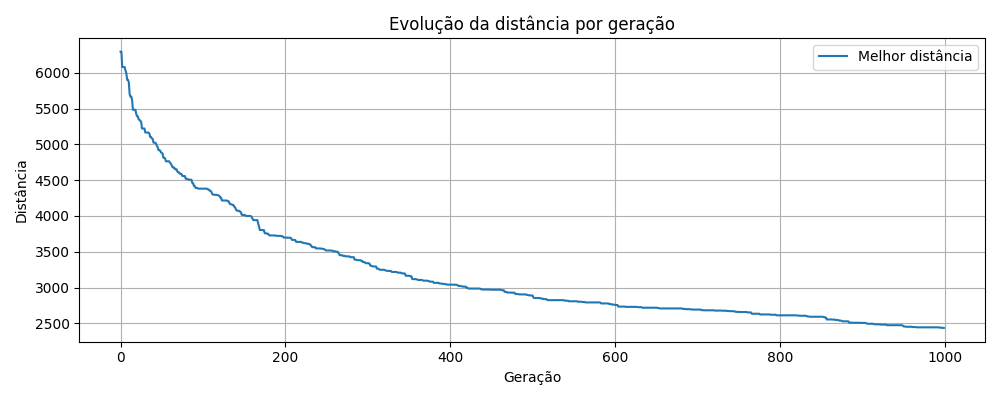 Evolução da distância por geração
Melhor distância
Distância
6000
5500
5000
4500
4000
3500
3000
2500
0 200 400 600 800 1000
Geração